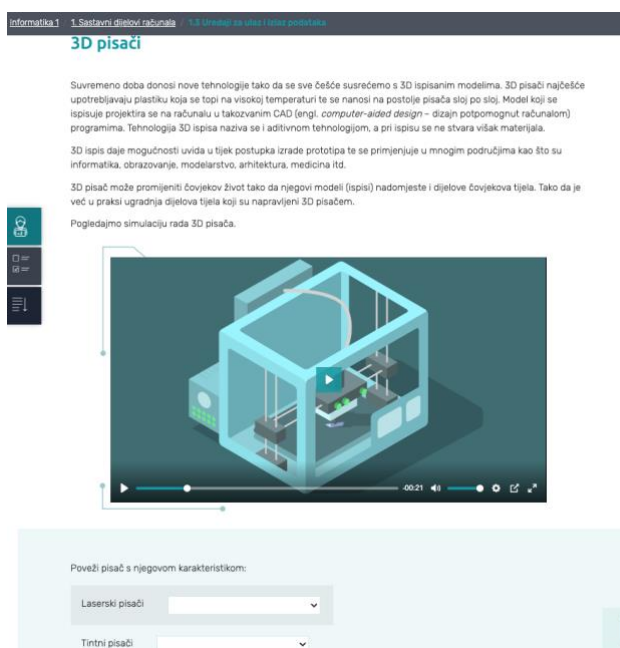 Informatika 1 1. Sastavni dijelovi računala / 1.3 Uređaji za ulaz i izlaz podataka
3D pisači
Suvremeno doba donosi nove tehnologije tako da se sve češće susrećemo s 3D ispisanim modelima. 3D pisači najčešće
upotrebljavaju plastiku koja se topi na visokoj temperaturi te se nanosi na postolje pisača sloj po sloj. Model koji se
ispisuje projektira se na računalu u takozvanim CAD (engl. computer-aided design – dizajn potpomognut računalom)
programima. Tehnologija 3D ispisa naziva se i aditivnom tehnologijom, a pri ispisu se ne stvara višak materijala.
3D ispis daje mogućnosti uvida u tijek postupka izrade prototipa te se primjenjuje u mnogim područjima kao što su
informatika, obrazovanje, modelarstvo, arhitektura, medicina itd.
3D pisač može promijeniti čovjekov život tako da njegovi modeli (ispisi) nadomjeste i dijelove čovjekova tijela. Tako da je
već u praksi ugradnja dijelova tijela koji su napravljeni 3D pisačem.
Pogledajmo simulaciju rada 3D pisača.
-00:21
Poveži pisač s njegovom karakteristikom:
Laserski pisači
Tintni pisači